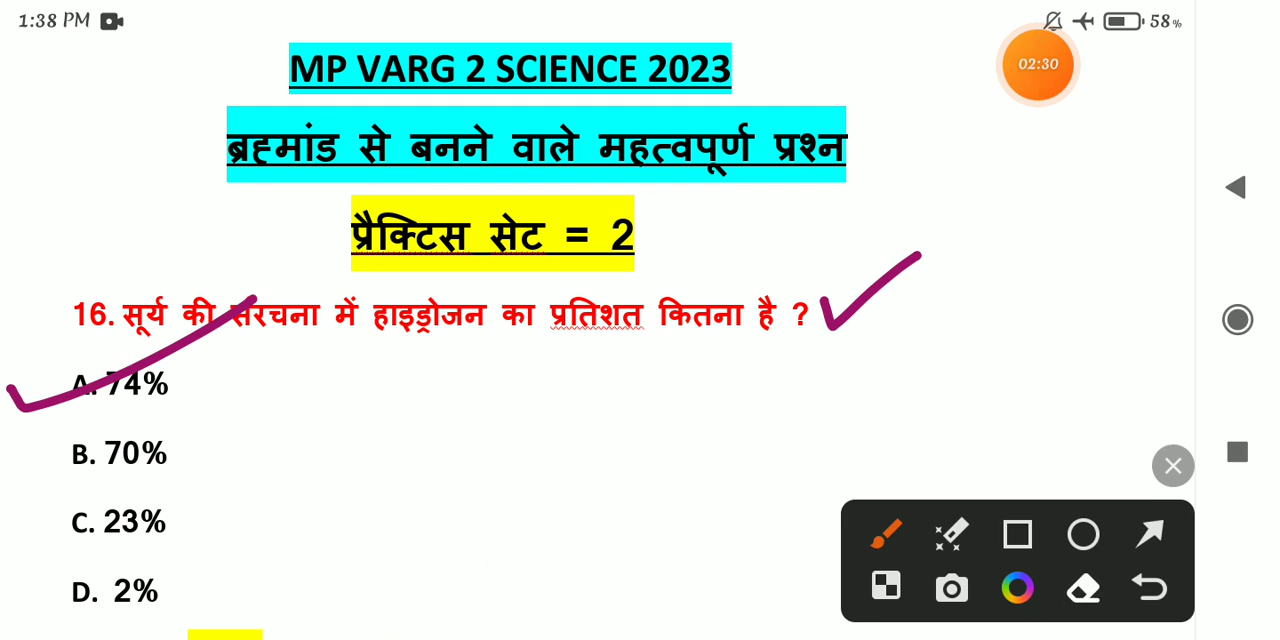 1:38 PM
58%
02:30
MP VARG 2 SCIENCE 2023
ब्रह्मांड से बनने वाले महत्वपूर्ण प्रश्न
प्रैक्टिस सेट = 2
16. सूर्य की संरचना में हाइड्रोजन का प्रतिशत कितना है ?
A. 74%
B. 70%
C. 23%
D. 2%